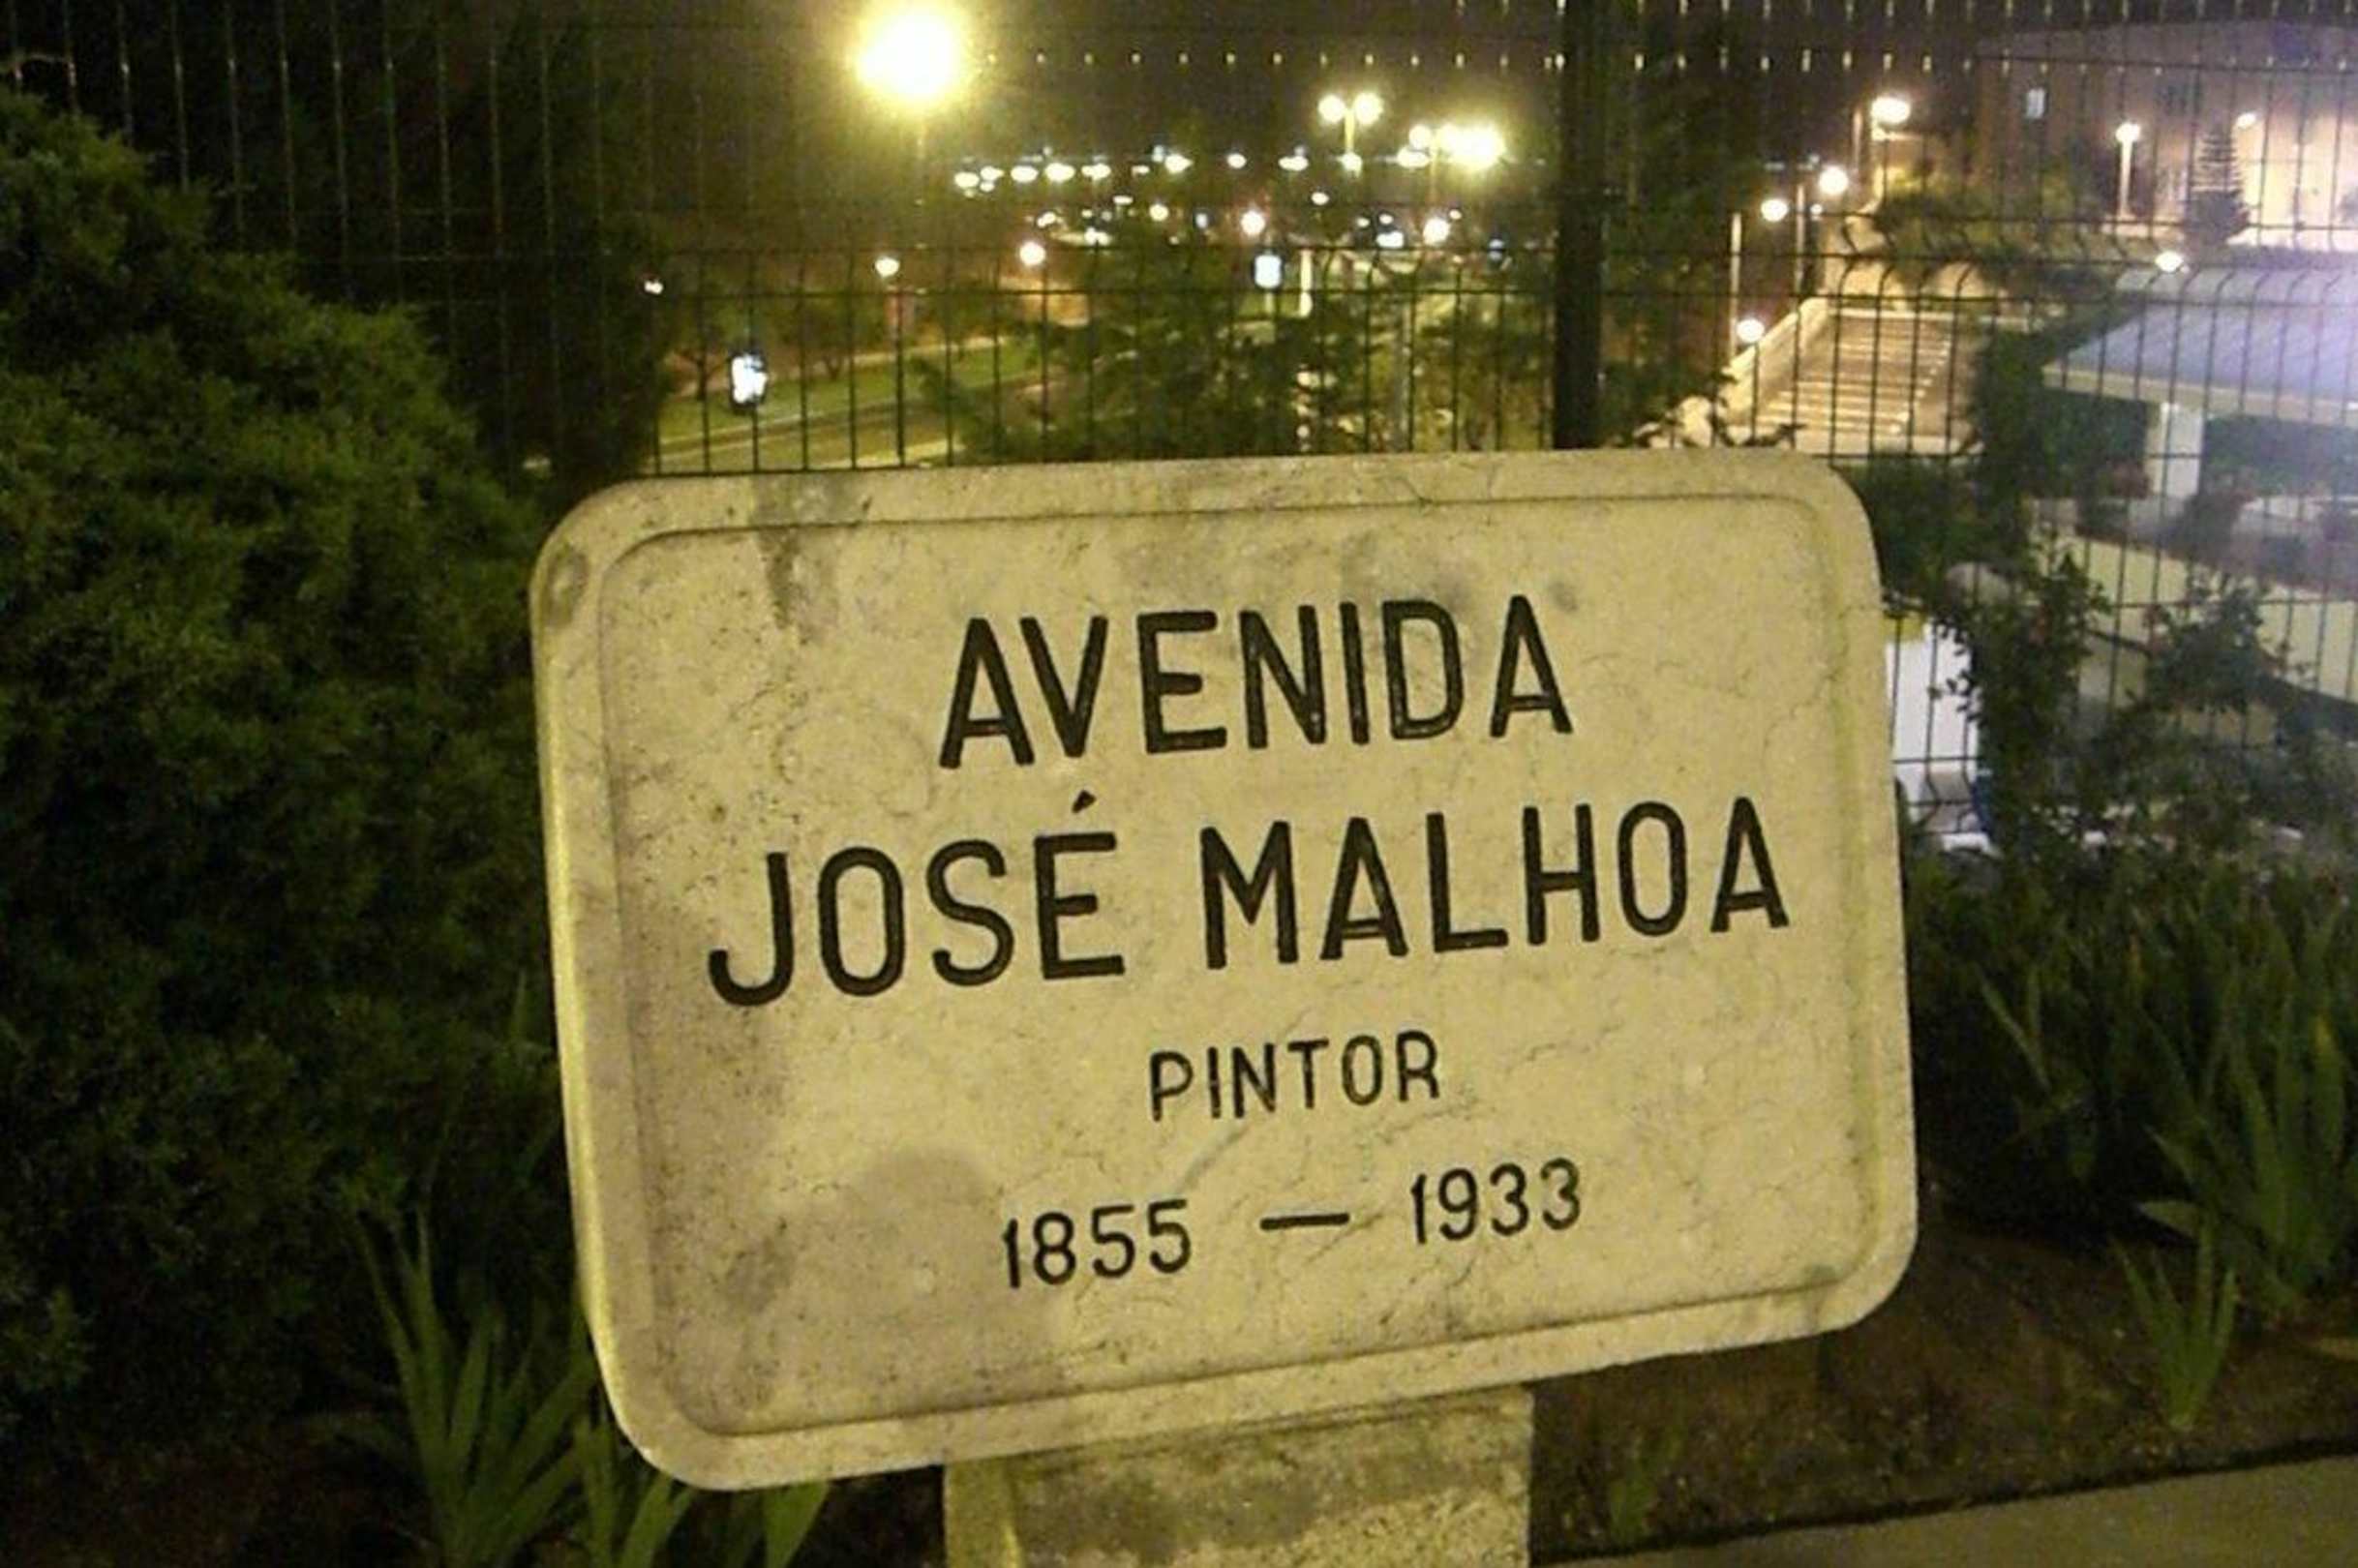 AVENIDA
JOSÉ MALHOA
PINTOR
1855 — 1933